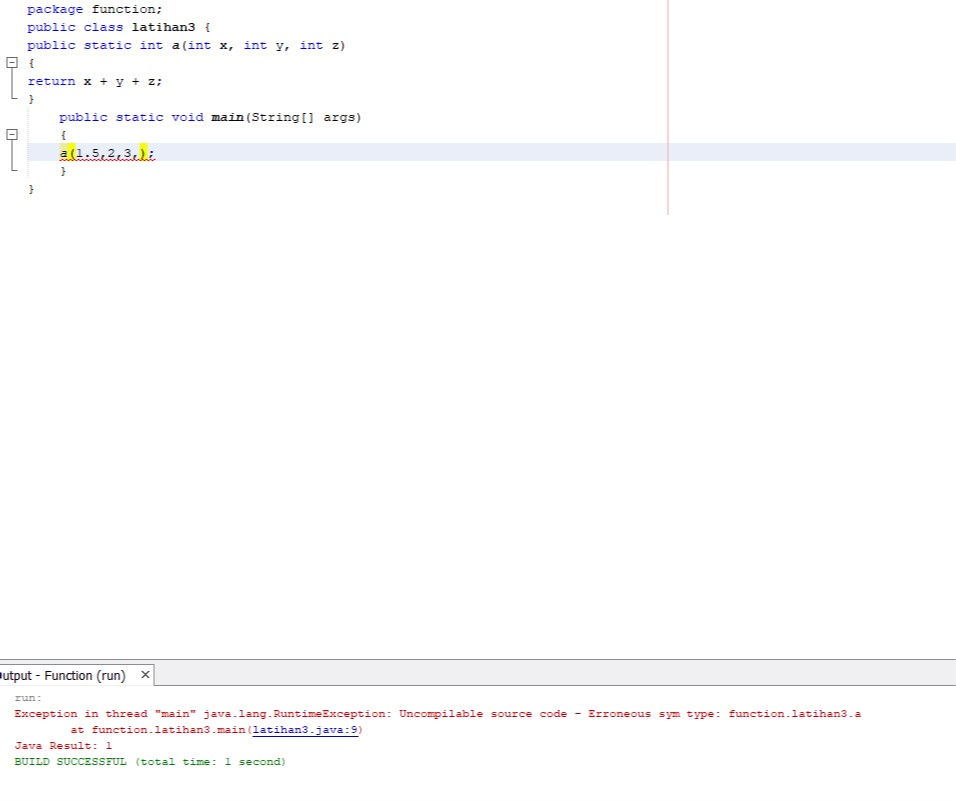 package function;
public class latihan3 {
public static int a(int x, int y, int z)
{
return x + y + z;
}
public static void main(String[] args)
{
a(1.5,2,3,);
}
}
utput - Function (run) ×
run:
Exception in thread "main" java.lang.RuntimeException: Uncompilable source code - Erroneous sym type: function.latihan3.a
at function.latihan3.main(latihan3.java:9)
Java Result: 1
BUILD SUCCESSFUL (total time: 1 second)